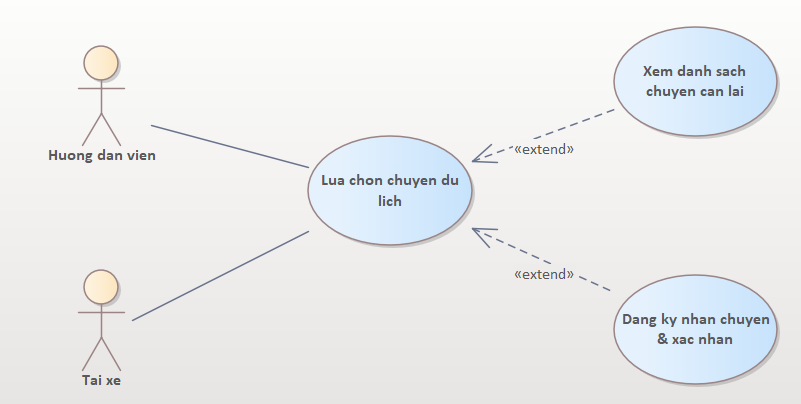 Xem danh sach
chuyen can lai
Huong dan vien
«extend»
Lua chon chuyen du
lich
«extend»
Dang ky nhan chuyen
& xac nhan
Tai xe